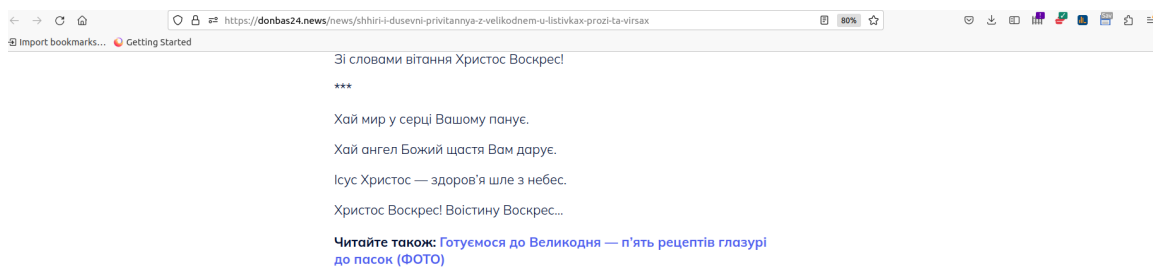 https://donbas24.news/news/shhiri-i-dusevni-privitannya-z-velikodnem-u-listivkax-prozi-ta-virsax
80%
Import bookmarks... Getting Started
Зі словами вітання Христос Воскрес!
***
Хай мир у серці Вашому панує.
Хай ангел Божий щастя Вам дарує.
Ісус Христос — здоров'я шле з небес.
Христос Воскрес! Воістину Воскрес...
Читайте також: Готуємося до Великодня — п'ять рецептів глазурі
до пасок (ФОТО)